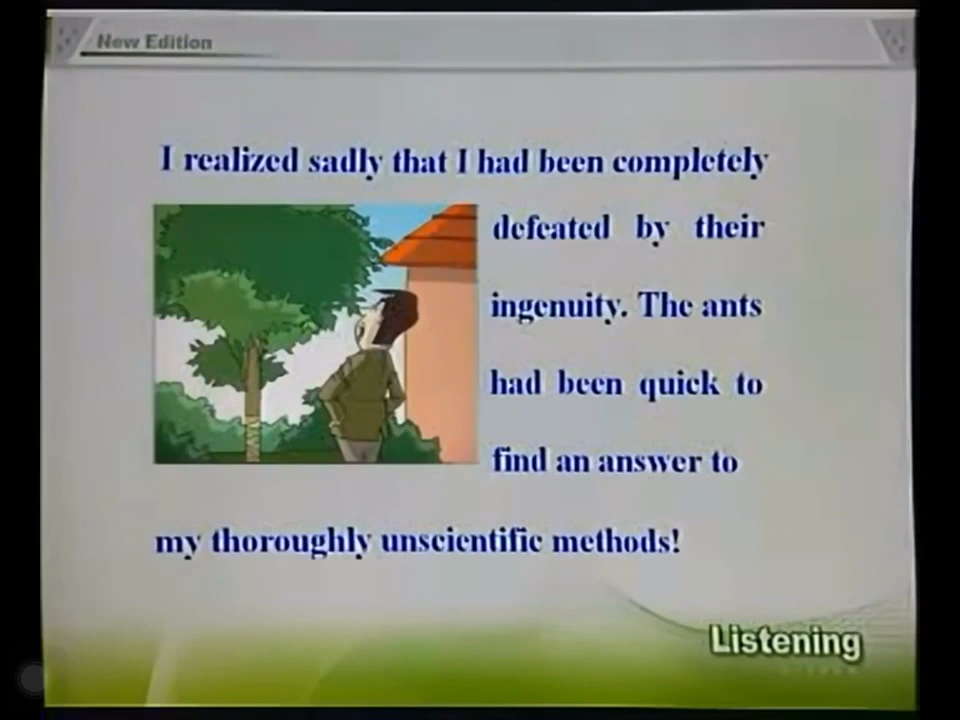 New Edition
I realized sadly that I had been completely
defeated by their
ingenuity. The ants
had been quick to
find an answer to
my thoroughly unscientific methods!
Listening